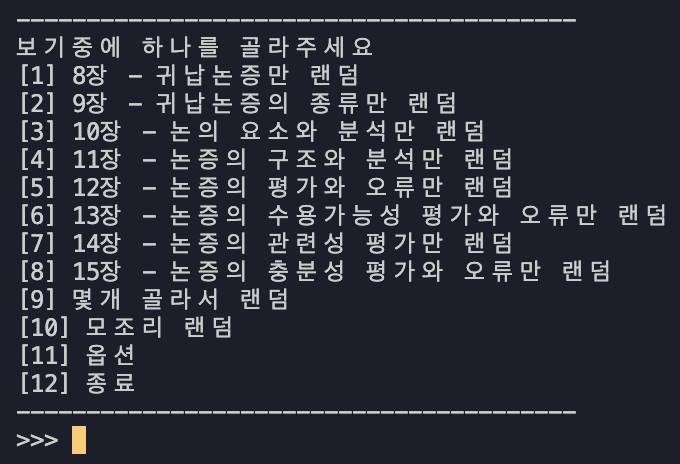 ----------------------------------------
보기중에 하나를 골라주세요
[1] 8장 - 귀납논증만 랜덤
[2] 9장 - 귀납논증의 종류만 랜덤
[3] 10장 - 논의 요소와 분석만 랜덤
[4] 11장 - 논증의 구조와 분석만 랜덤
[5] 12장 - 논증의 평가와 오류만 랜덤
[6] 13장 - 논증의 수용가능성 평가와 오류만 랜덤
[7] 14장 - 논증의 관련성 평가만 랜덤
[8] 15장 - 논증의 충분성 평가와 오류만 랜덤
[9] 몇개 골라서 랜덤
[10] 모조리 랜덤
[11] 옵션
[12] 종료
----------------------------------------
>>>